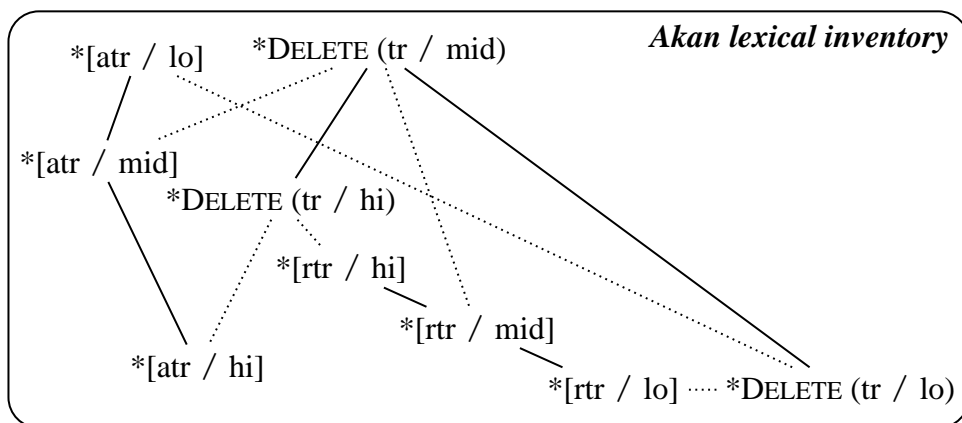 Akan lexical inventory
*[atr / lo]
*DELETE (tr / mid)
*[atr / mid]
*DELETE (tr / hi)
*[rtr / hi]
*[rtr / mid]
*[atr / hi]
*[rtr / lo]
*DELETE (tr / lo)